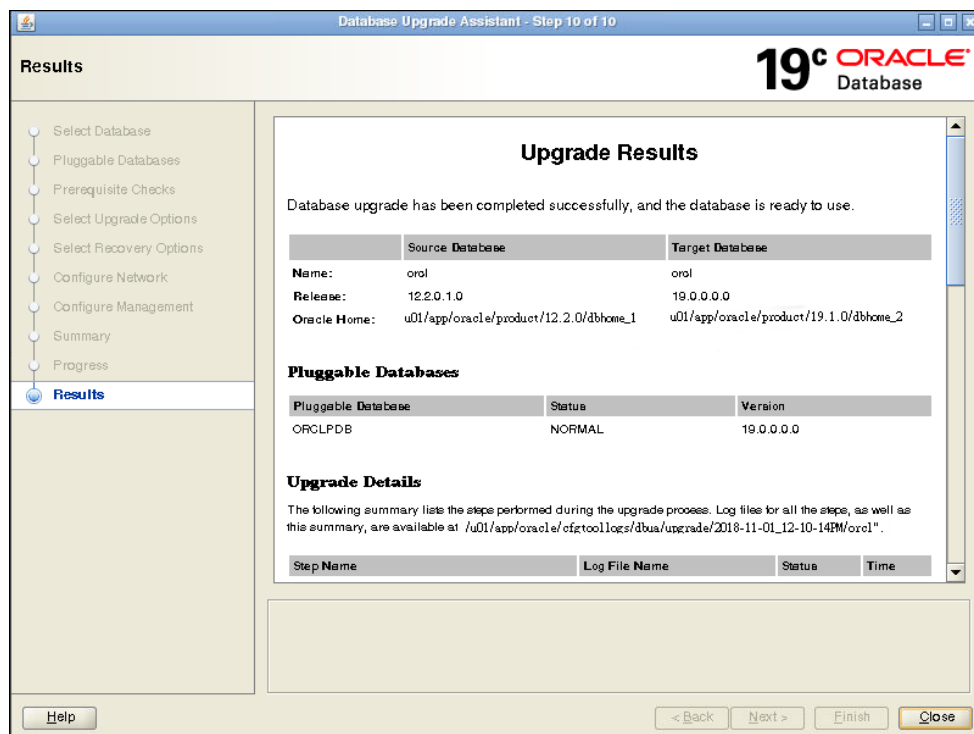 Database Upgrade Assistant - Step 10 of 10
Results
19c ORACLE
Database
Select Database
Pluggable Databases
Prerequisite Checks
Select Upgrade Options
Select Recovery Options
Configure Network
Configure Management
Summary
Progress
Results
Upgrade Results
Database upgrade has been completed successfully, and the database is ready to use.
Source Database Target Database
Name: orcl orcl
Release: 12.2.0.1.0 19.0.0.0.0
Oracle Home: u01/app/oracle/product/12.2.0/dbhome_1 u01/app/oracle/product/19.1.0/dbhome_2
Pluggable Databases
Pluggable Database Status Version
ORCLPDB NORMAL 19.0.0.0.0
Upgrade Details
The following summary lists the steps performed during the upgrade process. Log files for all the steps, as well as
this summary, are available at /u01/app/oracle/cfgtoollogs/dbua/upgrade/2018-11-01_12-10-14PM/orcl".
Step Name Log File Name Status Time
Help < Back Next > Finish Close